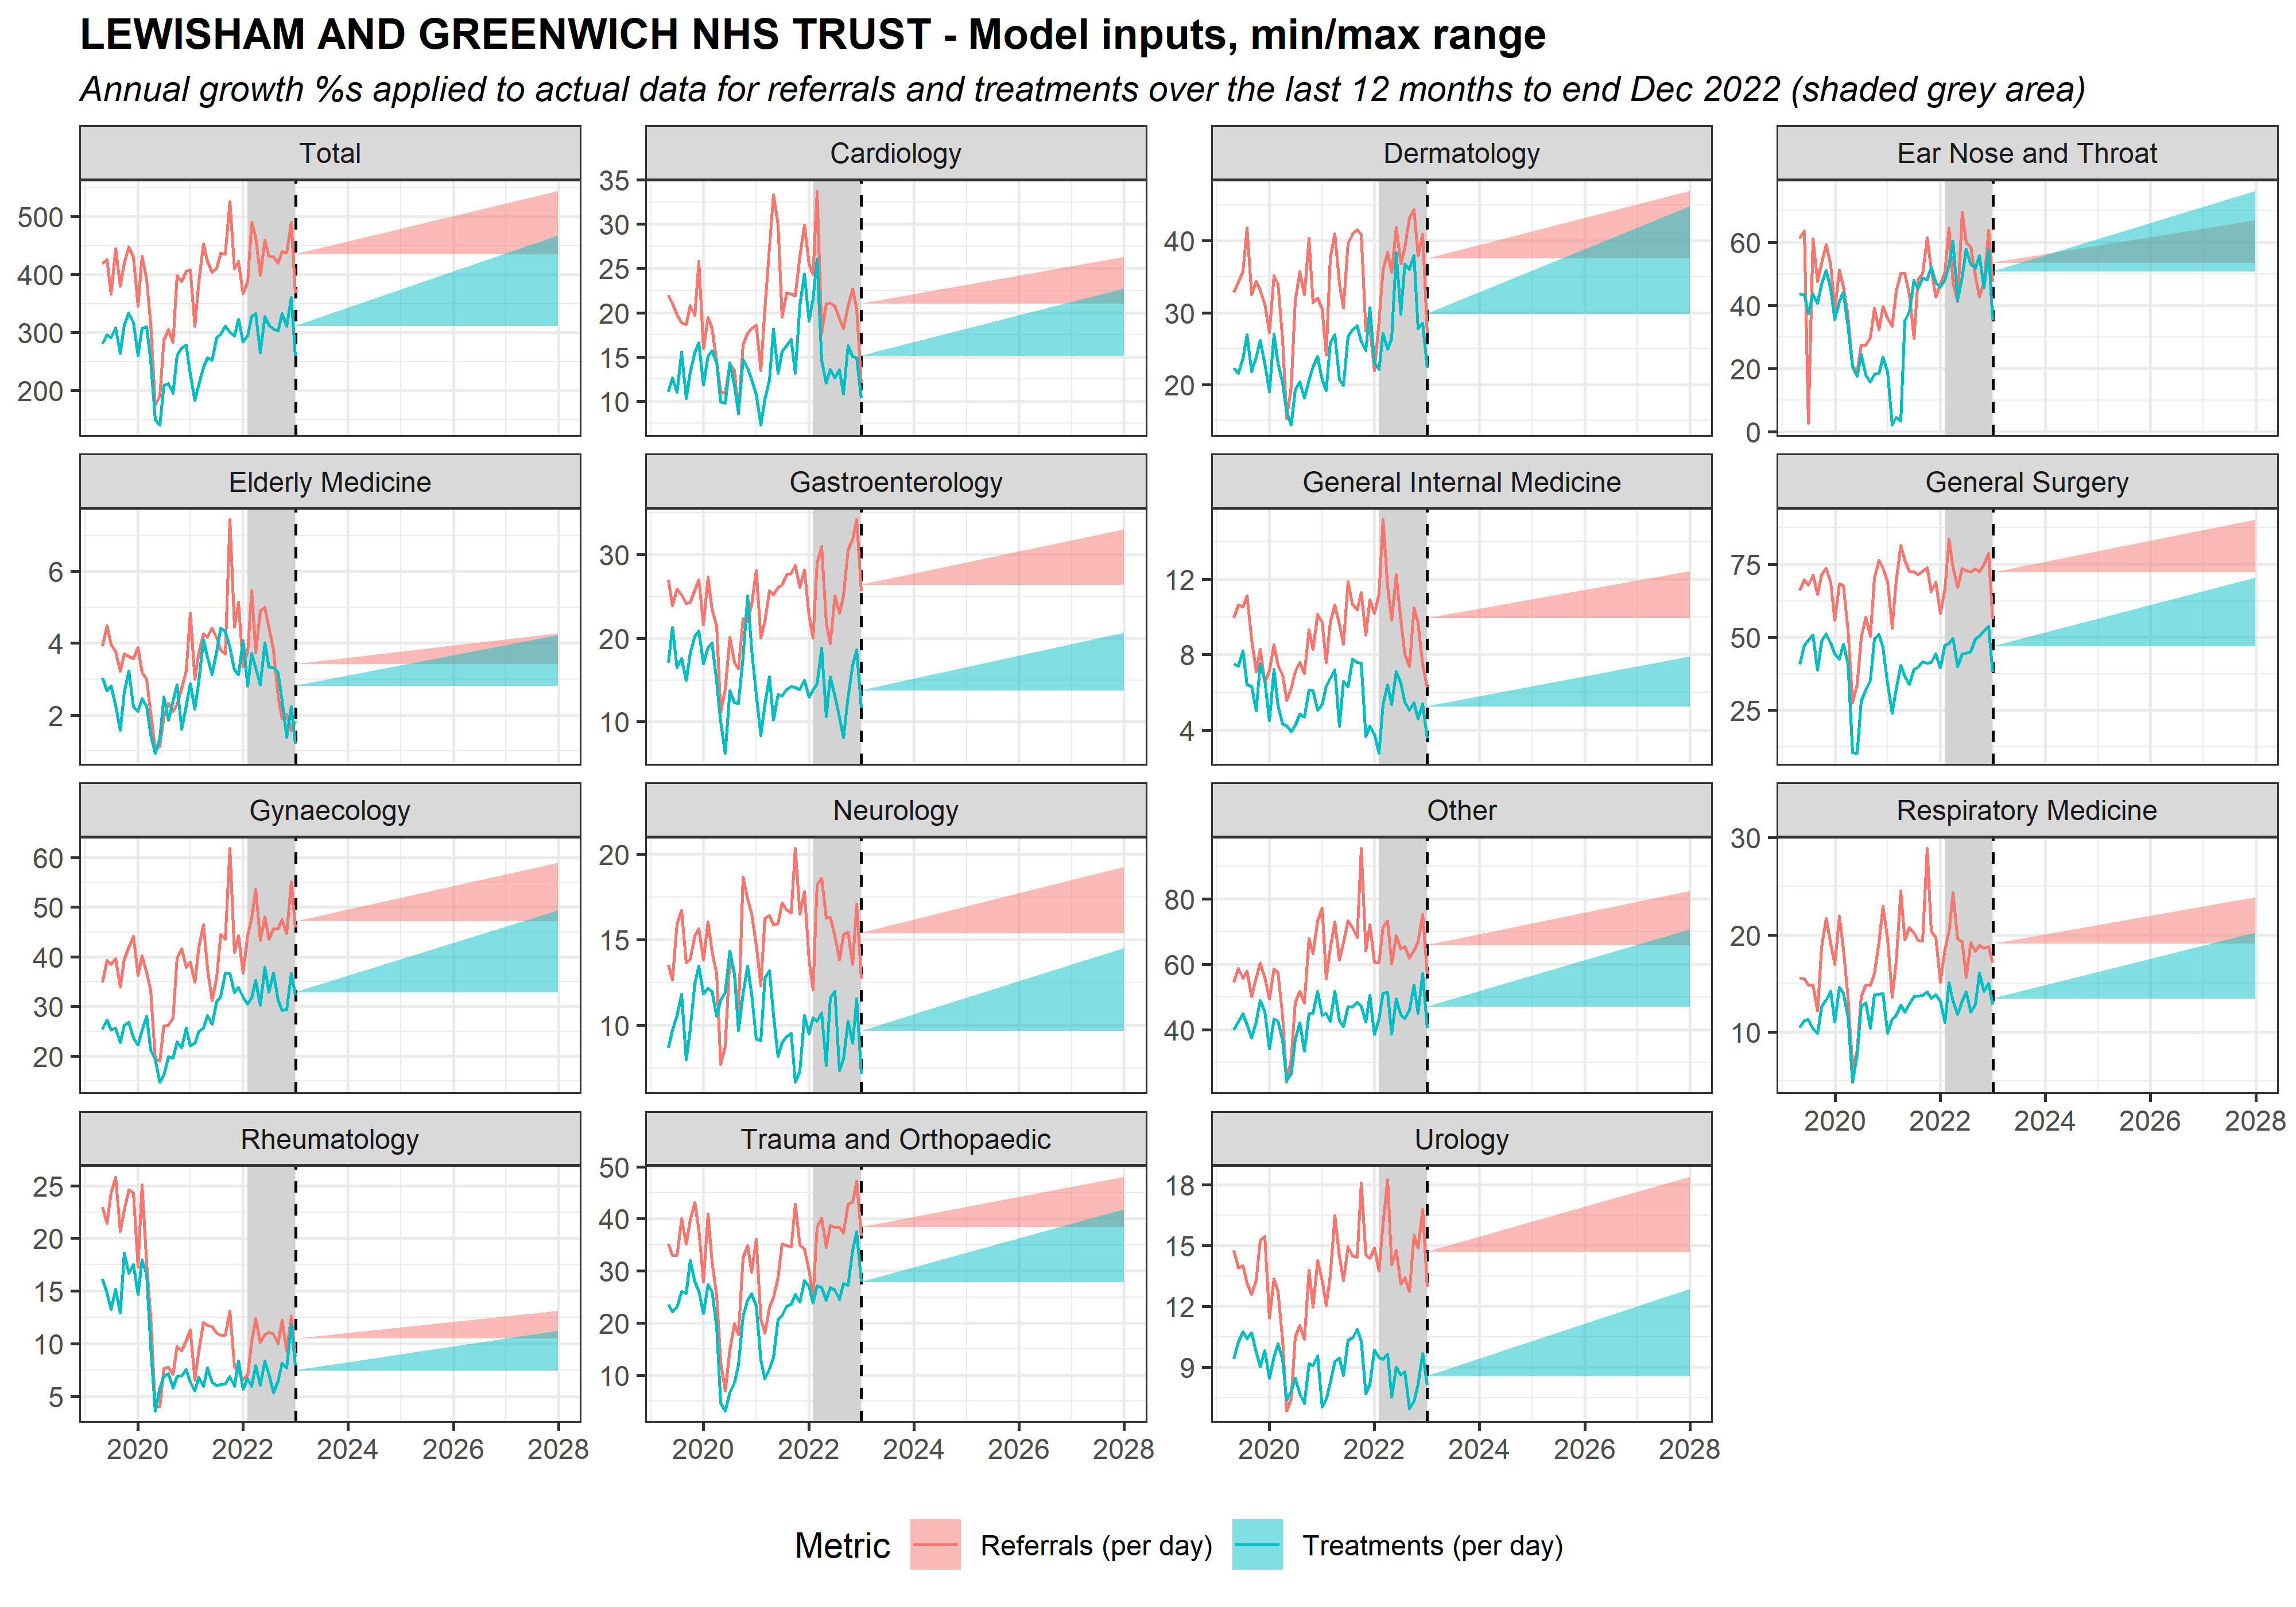 LEWISHAM AND GREENWICH NHS TRUST - Model inputs, min/max range
Annual growth %s applied to actual data for referrals and treatments over the last 12 months to end Dec 2022 (shaded grey area)
Total
Cardiology
Dermatology
Ear Nose and Throat
500
400
300
200
35
30
25
20
15
10
40
30
20
60
40
20
0
Elderly Medicine
Gastroenterology
General Internal Medicine
General Surgery
6
4
2
30
20
10
12
8
4
75
50
25
Gynaecology
Neurology
Other
Respiratory Medicine
60
50
40
30
20
20
15
10
80
60
40
30
20
10
2020 2022 2024 2026 2028
Rheumatology
Trauma and Orthopaedic
Urology
25
20
15
10
5
50
40
30
20
10
18
15
12
9
2020 2022 2024 2026 2028
2020 2022 2024 2026 2028
2020 2022 2024 2026 2028
Metric Referrals (per day) Treatments (per day)